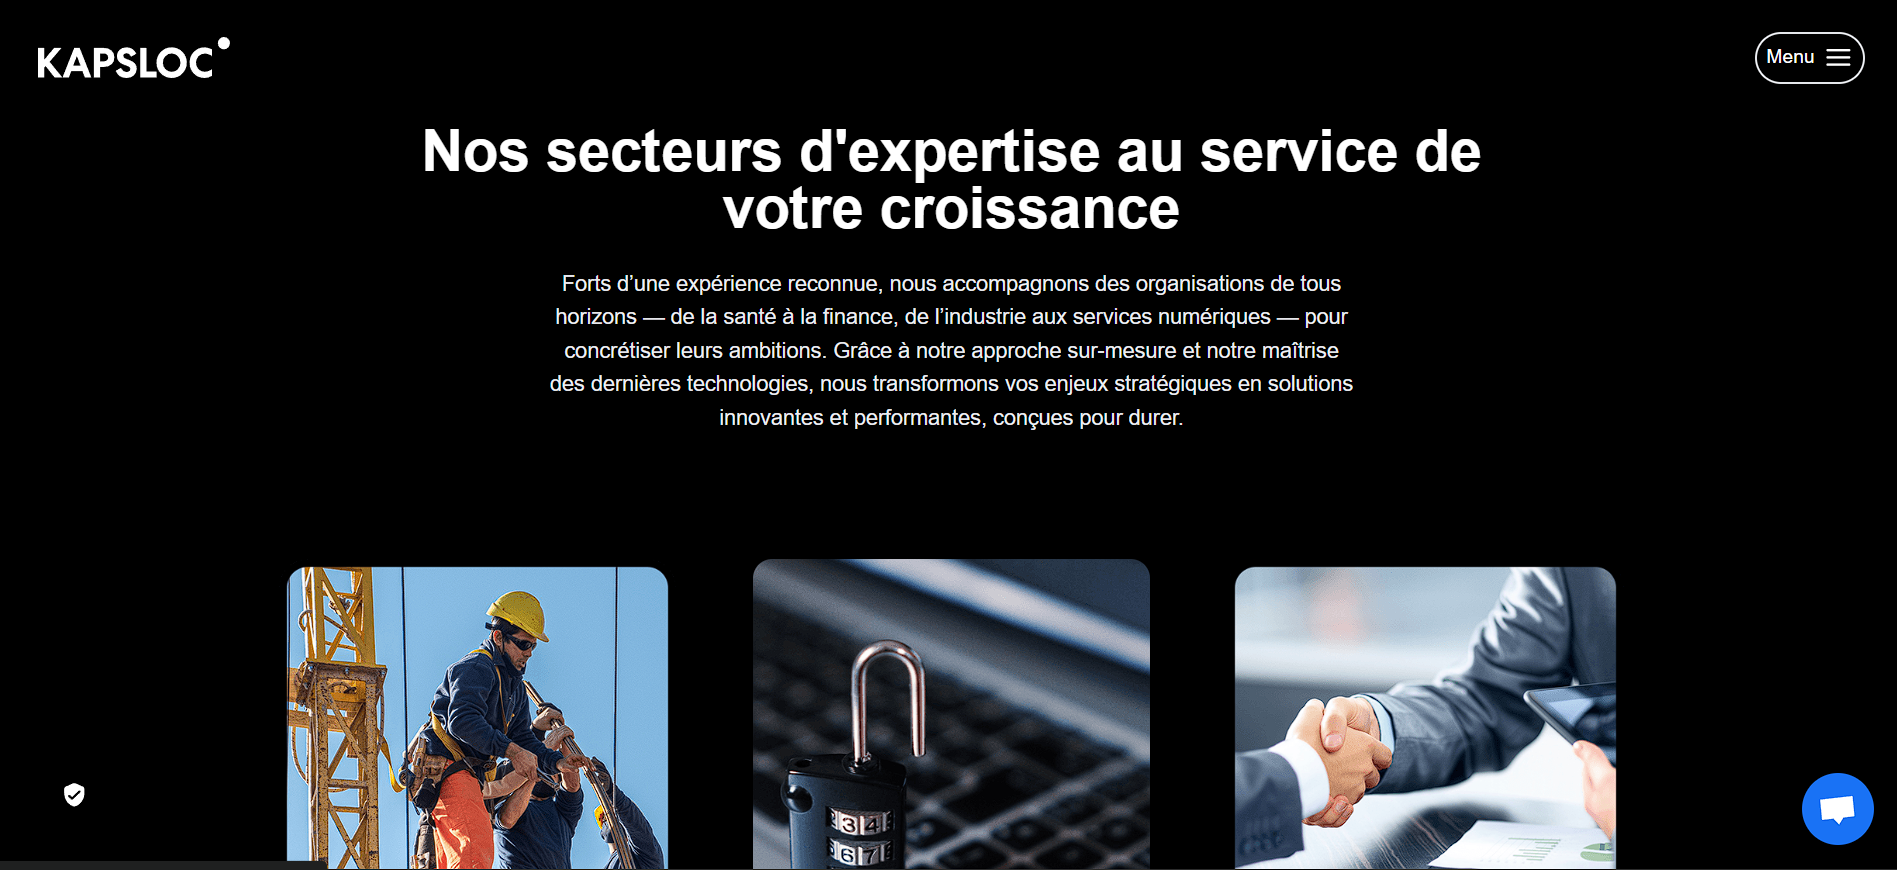 KAPSLOC
Menu
Nos secteurs d'expertise au service de
votre croissance
Forts d’une expérience reconnue, nous accompagnons des organisations de tous
horizons — de la santé à la finance, de l’industrie aux services numériques — pour
concrétiser leurs ambitions. Grâce à notre approche sur-mesure et notre maîtrise
des dernières technologies, nous transformons vos enjeux stratégiques en solutions
innovantes et performantes, conçues pour durer.
34
67